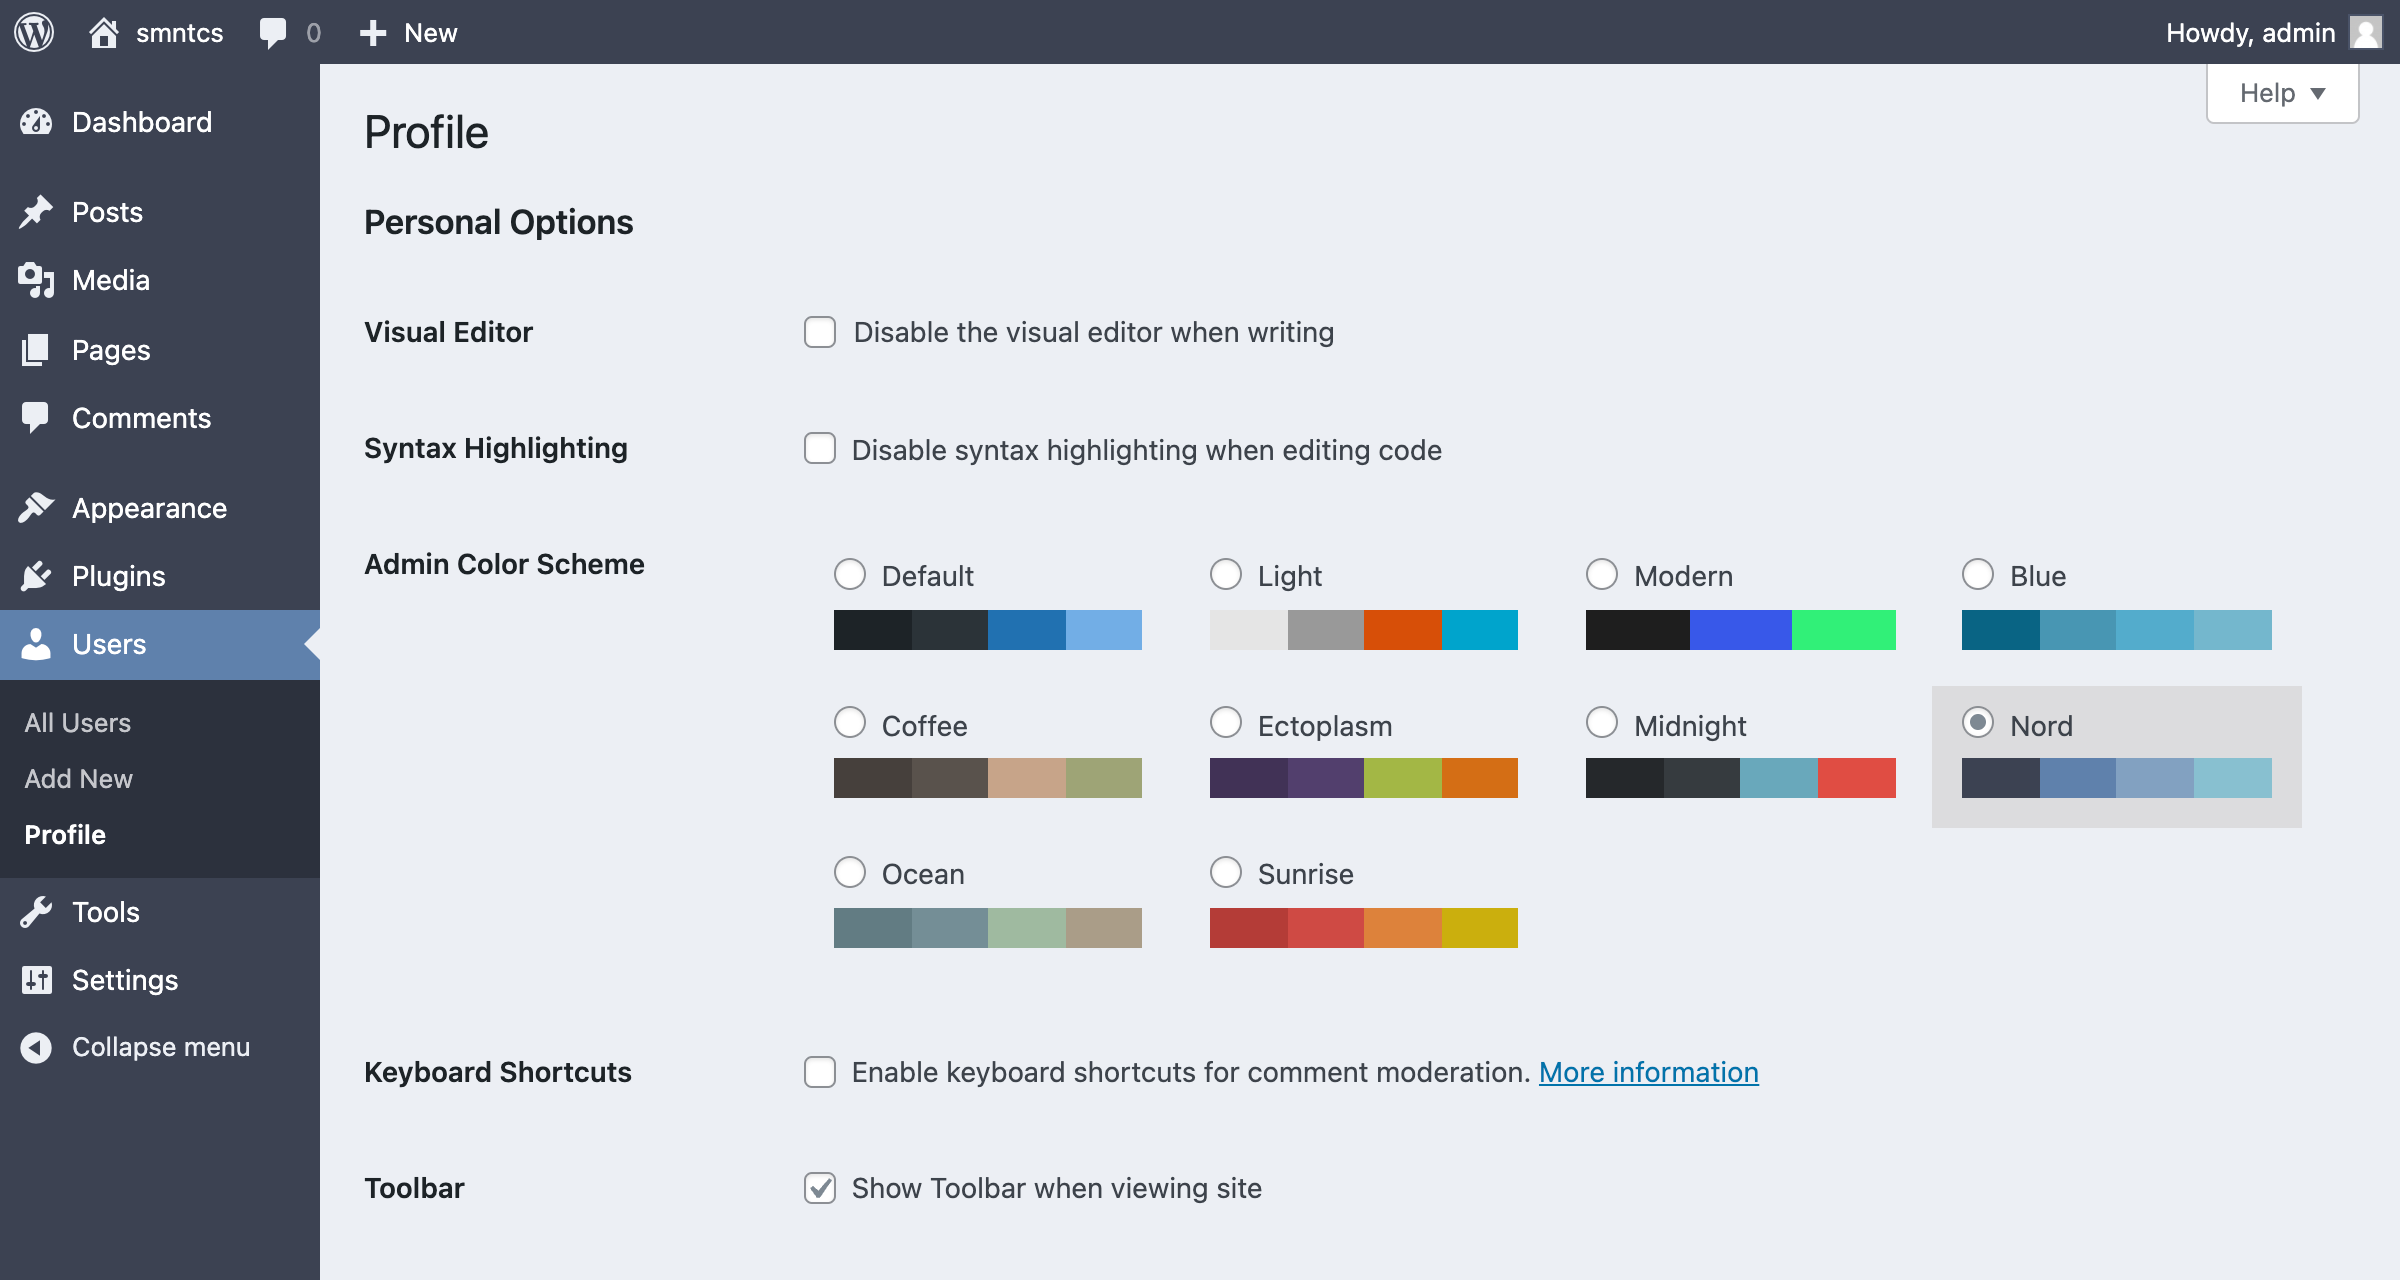 smntcs 0 New Howdy, admin
Help
Dashboard
Posts
Media
Pages
Comments
Appearance
Plugins
Users
All Users
Add New
Profile
Tools
Settings
Collapse menu
Profile
Personal Options
Visual Editor Disable the visual editor when writing
Syntax Highlighting Disable syntax highlighting when editing code
Admin Color Scheme Default Light Modern Blue
Coffee Ectoplasm Midnight Nord
Ocean Sunrise
Keyboard Shortcuts Enable keyboard shortcuts for comment moderation. More information
Toolbar Show Toolbar when viewing site